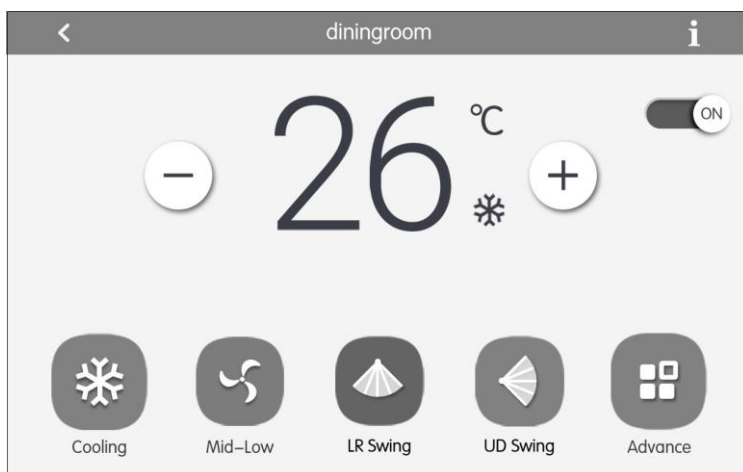 diningroom
i
26 °C
ON
Cooling
Mid–Low
LR Swing
UD Swing
Advance